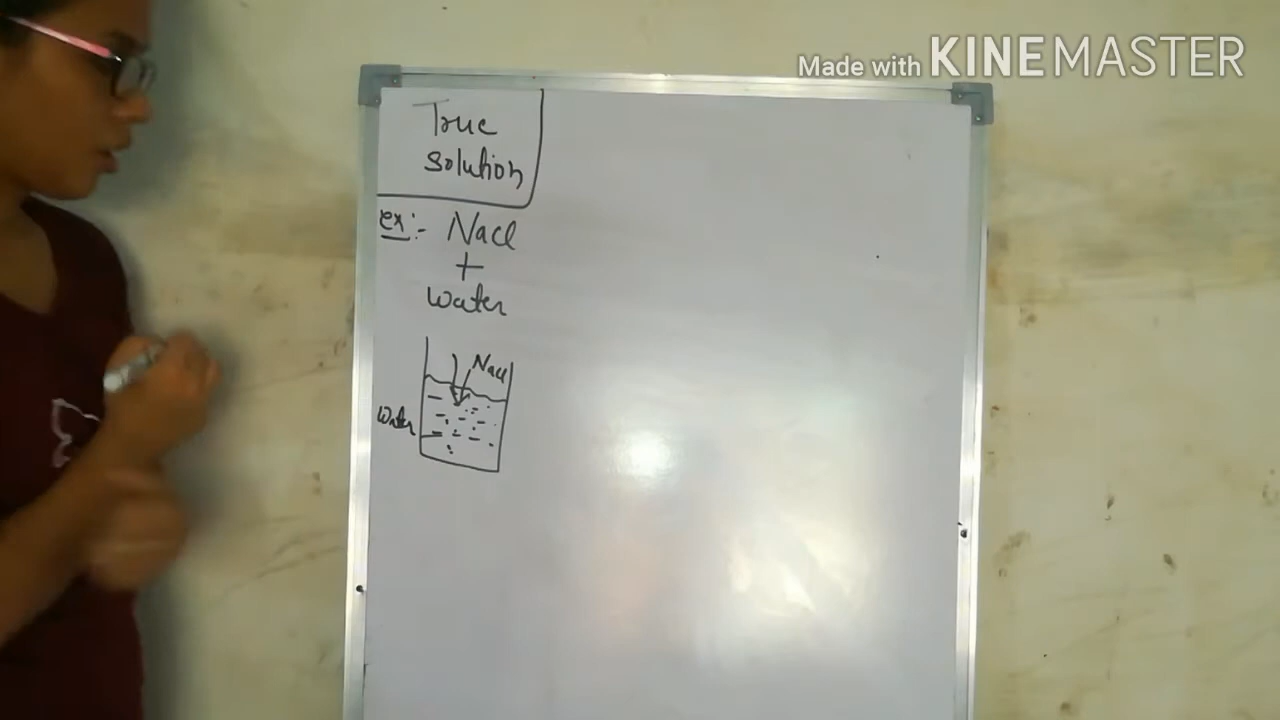 Made with KINEMASTER
True
solution
ex:- Nacl
+
water
Nacl
Water